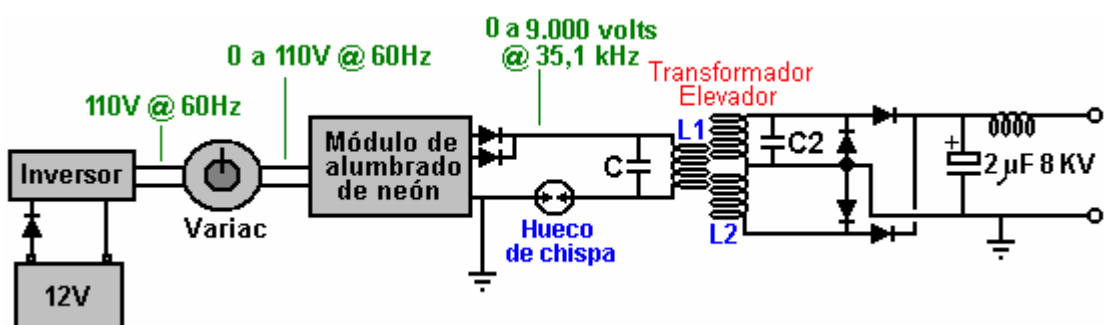 0 a 9.000 volts
@ 35,1 kHz
0 a 110V @ 60Hz
110V @ 60Hz
Transformador
Elevador
Inversor
Variac
Módulo de
alumbrado
de neón
C
L1
C2
L2
+
2 µF 8 KV
Hueco
de chispa
12V